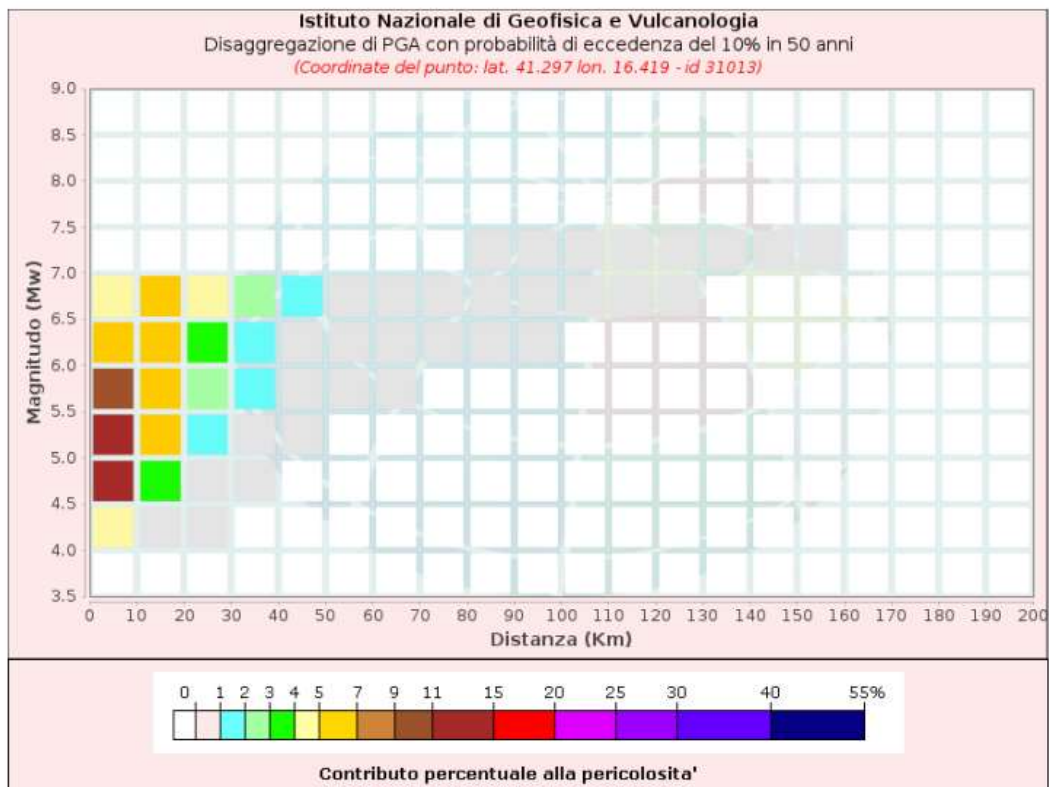 Istituto Nazionale di Geofisica e Vulcanologia
Disaggregazione di PGA con probabilità di eccedenza del 10% in 50 anni
(Coordinate del punto: lat. 41.297 lon. 16.419 - id 31013)
9.0
8.5
8.0
7.5
7.0
6.5
6.0
5.5
5.0
4.5
4.0
3.5
Magnitudo (Mw)
0 10 20 30 40 50 60 70 80 90 100 110 120 130 140 150 160 170 180 190 200
Distanza (Km)
0 1 2 3 4 5 7 9 11 15 20 25 30 40 55%
Contributo percentuale alla pericolosita'